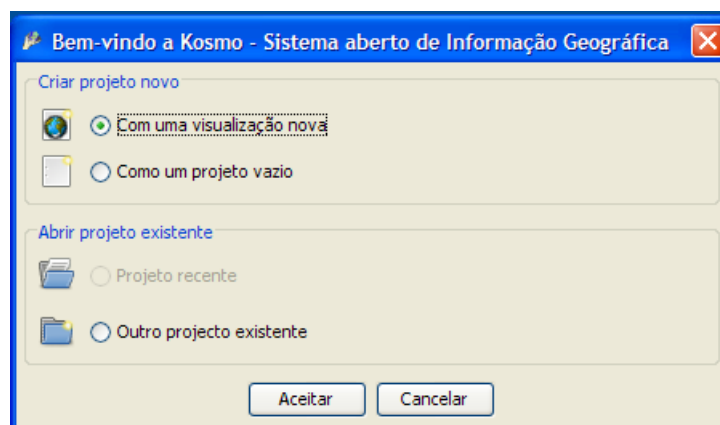 Bem-vindo a Kosmo - Sistema aberto de Informação Geográfica
Criar projeto novo
Com uma visualização nova
Como um projeto vazio
Abrir projeto existente
Projeto recente
Outro projecto existente
Aceitar Cancelar